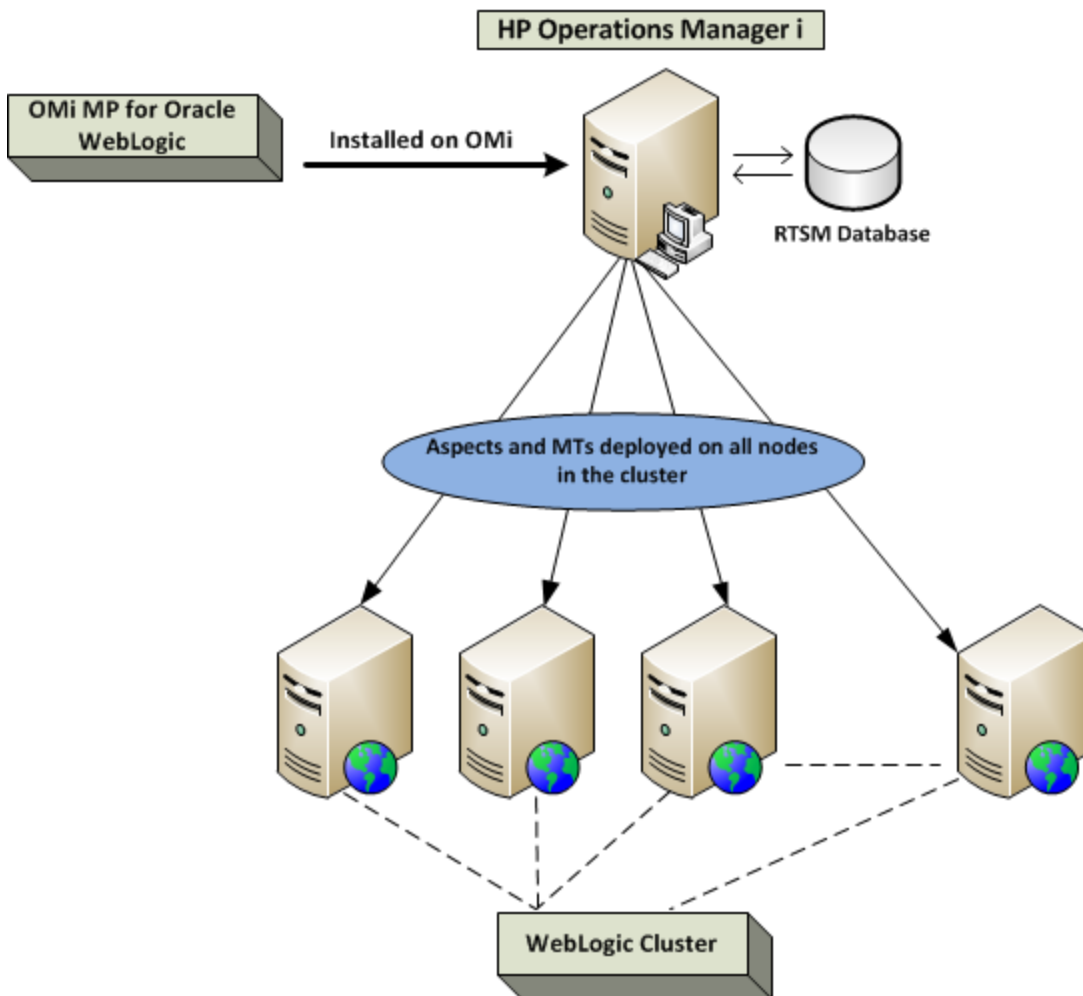 HP Operations Manager i
OMi MP for Oracle
WebLogic
Installed on OMi
RTSM Database
Aspects and MTs deployed on all nodes
in the cluster
WebLogic Cluster